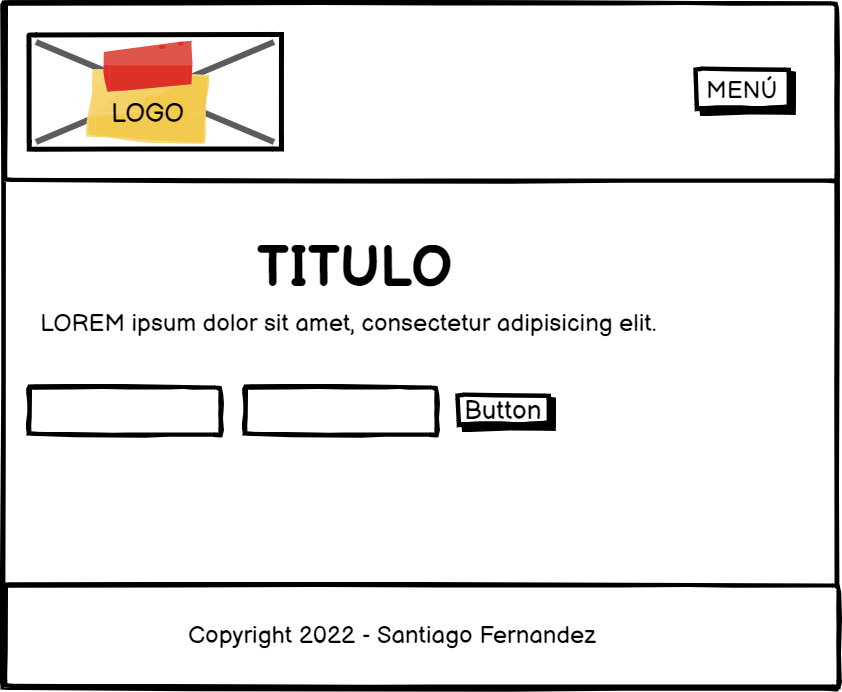 LOGO
MENÚ
TITULO
LOREM ipsum dolor sit amet, consectetur adipisicing elit.
Button
Copyright 2022 - Santiago Fernandez